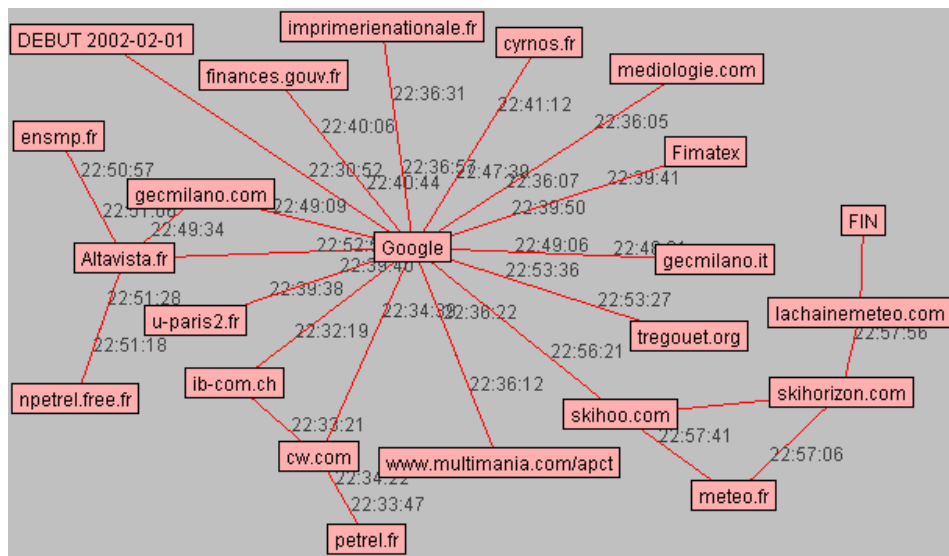 imprimerienationale.fr
DEBUT 2002-02-01
cyrnos.fr
finances.gouv.fr
mediologie.com
22:36:31
22:41:12
22:40:06
22:36:05
ensmp.fr
Fimatex
22:50:57
22:30:52
22:36:57
22:47:39
22:40:44
22:36:07
22:39:41
gecmilano.com
22:49:09
22:39:50
22:49:34
FIN
Altavista.fr
Google
22:49:06
gecmilano.it
22:39:40
22:53:36
22:51:28
22:39:38
22:53:27
u-paris2.fr
22:34:39
22:36:22
lachainemeteo.com
22:32:19
tregouet.org
22:57:56
22:51:18
22:56:21
ib-com.ch
22:36:12
npetrel.free.fr
skihoo.com
skihorizon.com
22:33:21
22:57:41
cw.com
www.multimania.com/apct
22:57:06
22:34:22
meteo.fr
22:33:47
petrel.fr